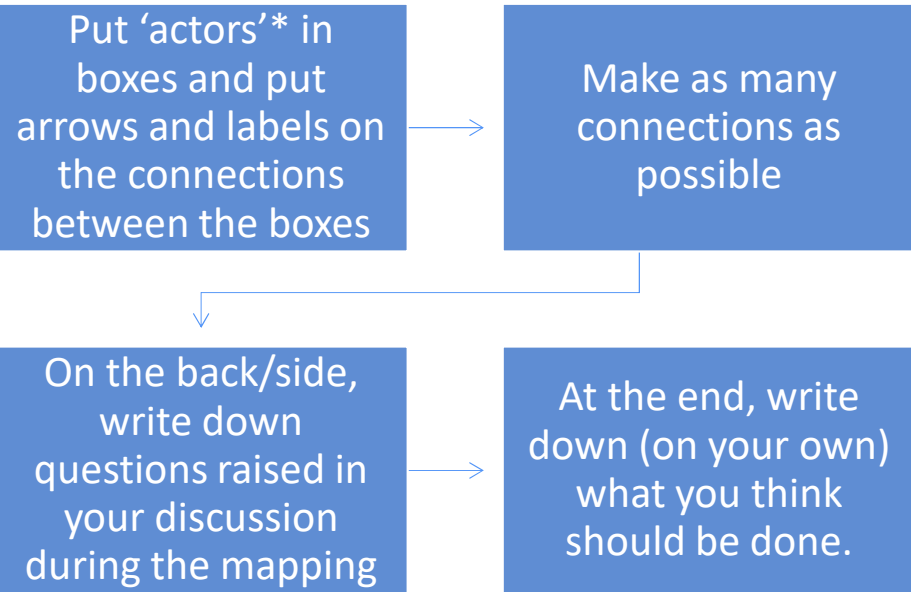 Put ‘actors’* in
boxes and put
arrows and labels on
the connections
between the boxes
Make as many
connections as
possible
On the back/side,
write down
questions raised in
your discussion
during the mapping
At the end, write
down (on your own)
what you think
should be done.